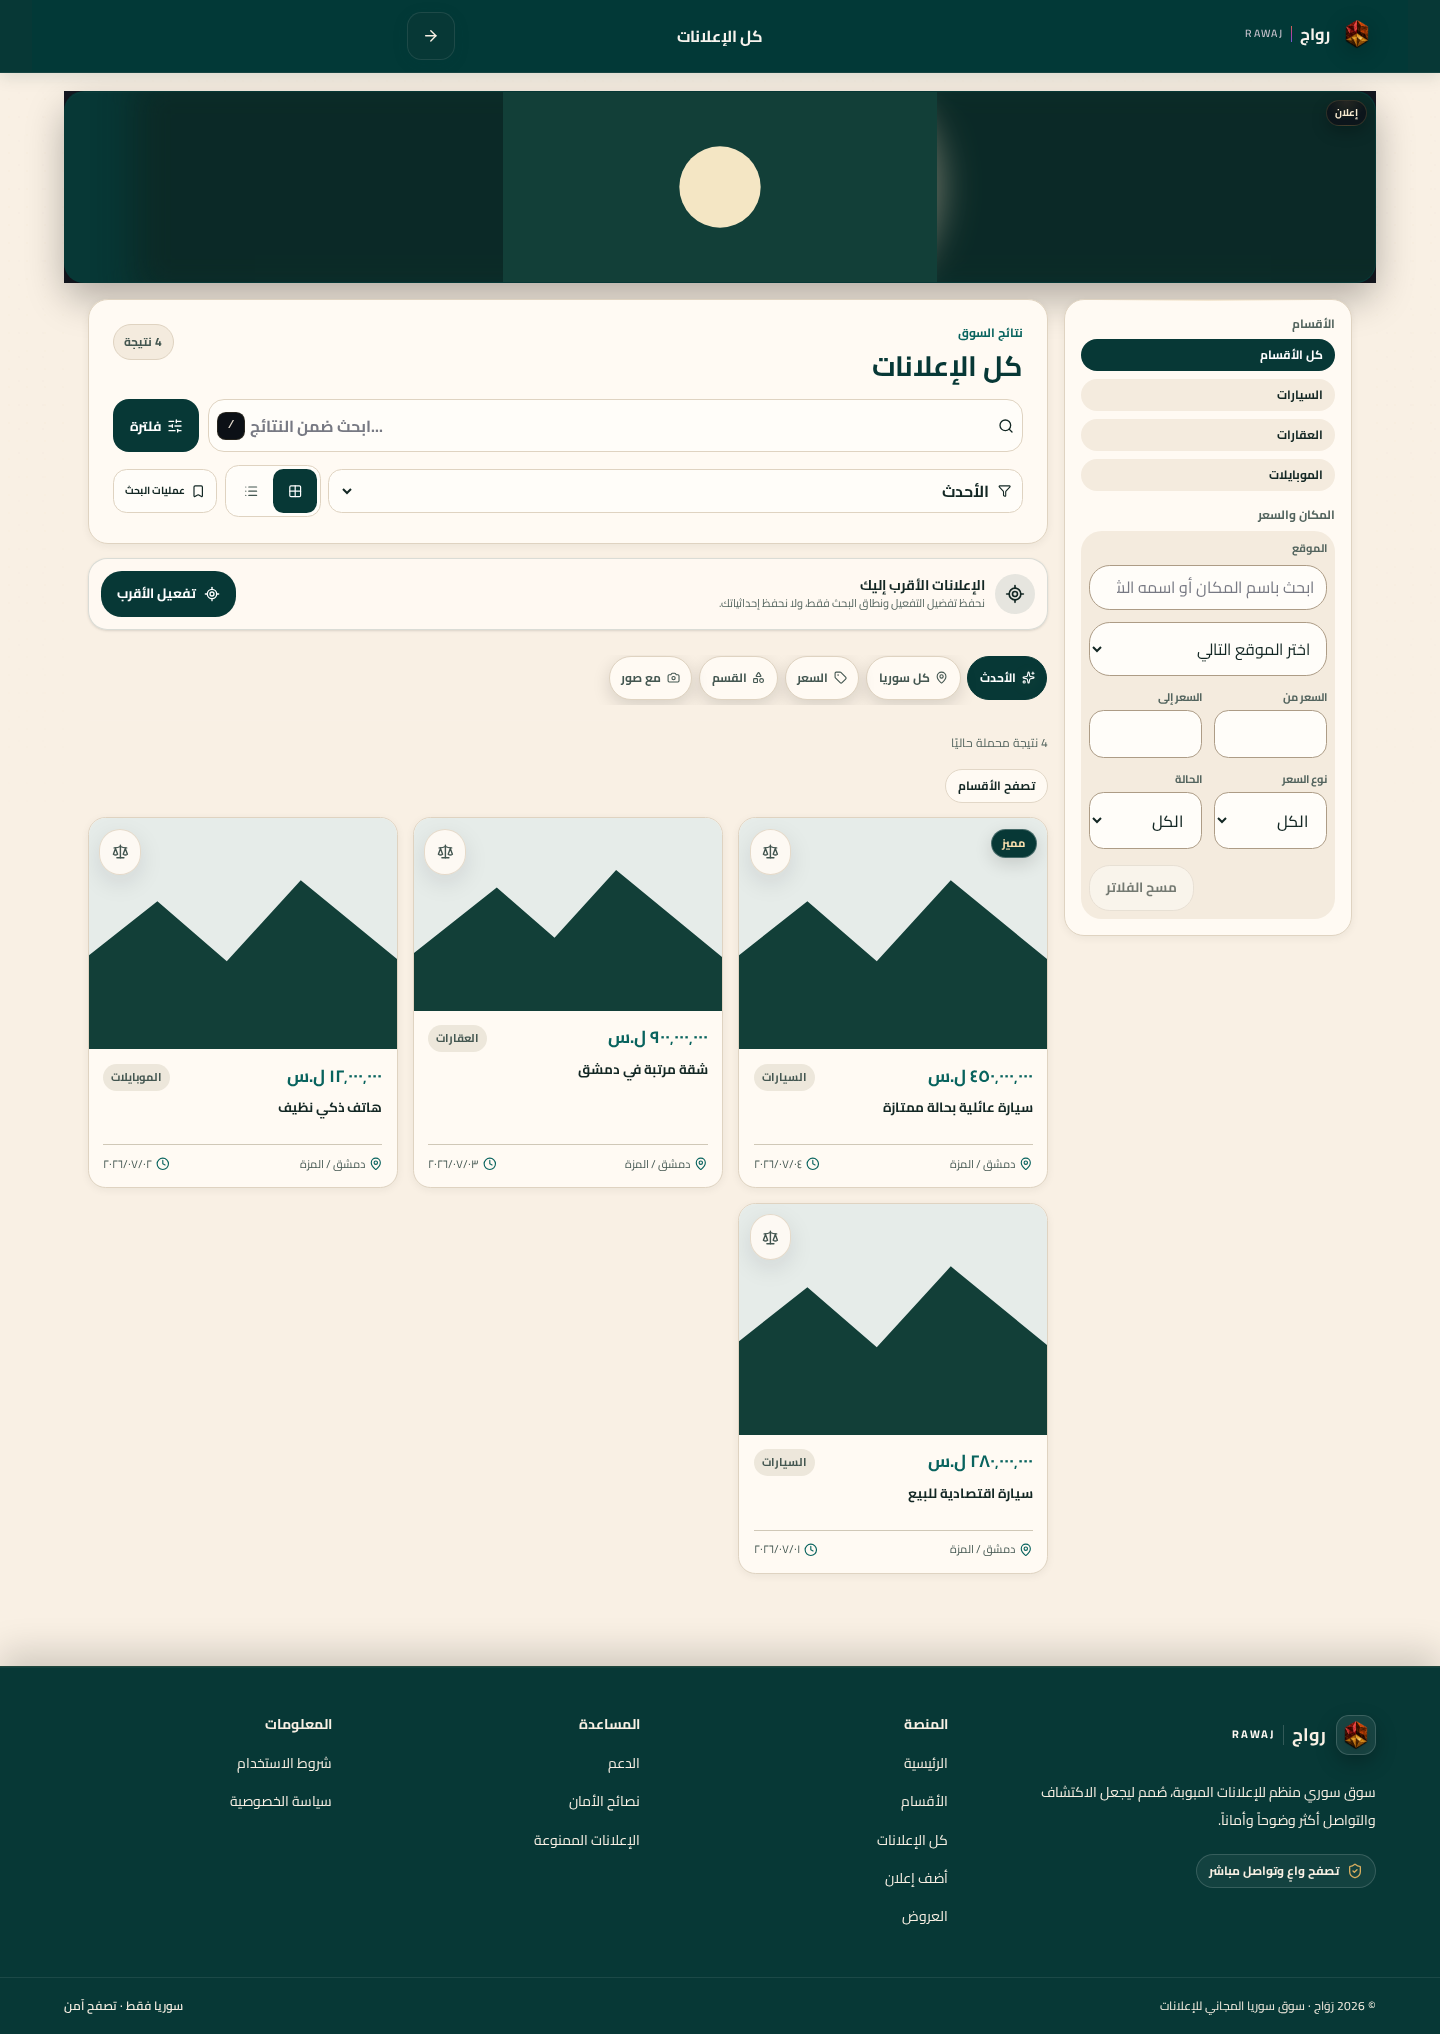 رواج
RAWAJ
كل الإعلانات
إعلان
الأقسام
كل الأقسام
السيارات
العقارات
الموبايلات
المكان والسعر
الموقع
ابحث باسم المكان أو اسمه الش
اختر الموقع التالي
السعر من
السعر إلى
نوع السعر
الحالة
الكل
الكل
مسح الفلاتر
نتائج السوق
كل الإعلانات
4 نتيجة
ابحث ضمن النتائج...
/
فلترة
الأحدث
عمليات البحث
الإعلانات الأقرب إليك
نحفظ تفضيل التفعيل ونطاق البحث فقط، ولا نحفظ إحداثياتك.
تفعيل الأقرب
الأحدث
كل سوريا
السعر
القسم
مع صور
4 نتيجة محملة حاليًا
تصفح الأقسام
مميز
٤٥٠٬٠٠٠٬٠٠٠ ل.س
السيارات
سيارة عائلية بحالة ممتازة
دمشق / المزة
٢٠٢٦/٠٧/٠٤
٩٠٠٬٠٠٠٬٠٠٠ ل.س
العقارات
شقة مرتبة في دمشق
دمشق / المزة
٢٠٢٦/٠٧/٠٣
١٢٬٠٠٠٬٠٠٠ ل.س
الموبايلات
هاتف ذكي نظيف
دمشق / المزة
٢٠٢٦/٠٧/٠٢
٢٨٠٬٠٠٠٬٠٠٠ ل.س
السيارات
سيارة اقتصادية للبيع
دمشق / المزة
٢٠٢٦/٠٧/٠١
رواج
RAWAJ
سوق سوري منظم للإعلانات المبوبة، صُمم ليجعل الاكتشاف
والتواصل أكثر وضوحاً وأماناً.
تصفح واعٍ وتواصل مباشر
المنصة
الرئيسية
الأقسام
كل الإعلانات
أضف إعلان
العروض
المساعدة
الدعم
نصائح الأمان
الإعلانات الممنوعة
المعلومات
شروط الاستخدام
سياسة الخصوصية
© 2026 رَوَاج · سوق سوريا المجاني للإعلانات
سوريا فقط · تصفح آمن